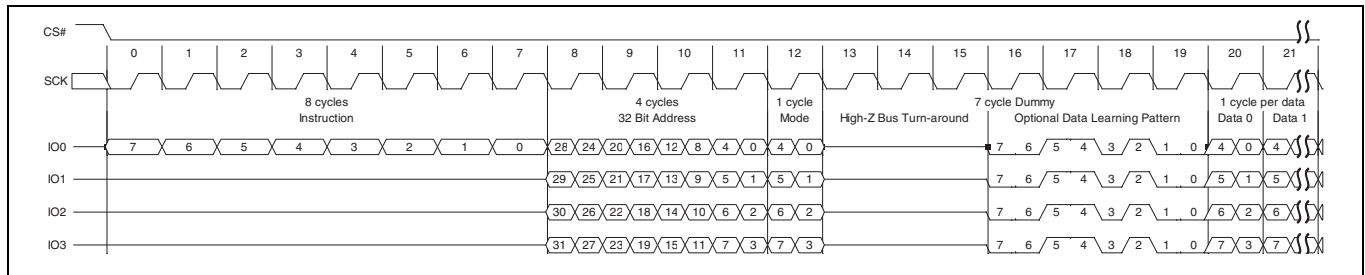 CS#
0 1 2 3 4 5 6 7 8 9 10 11 12 13 14 15 16 17 18 19 20 21
SCK
8 cycles 4 cycles 1 cycle 7 cycle Dummy 1 cycle per data
Instruction 32 Bit Address Mode High-Z Bus Turn-around Optional Data Learning Pattern Data 0 Data 1
IO0 7 6 5 4 3 2 1 0 28 24 20 16 12 8 4 0 4 0 7 6 5 4 3 2 1 0 4 0 4
IO1 29 25 21 17 13 9 5 1 5 1 7 6 5 4 3 2 1 0 5 1 5
IO2 30 26 22 18 14 10 6 2 6 2 7 6 5 4 3 2 1 0 6 2 6
IO3 31 27 23 19 15 11 7 3 7 3 7 6 5 4 3 2 1 0 7 3 7